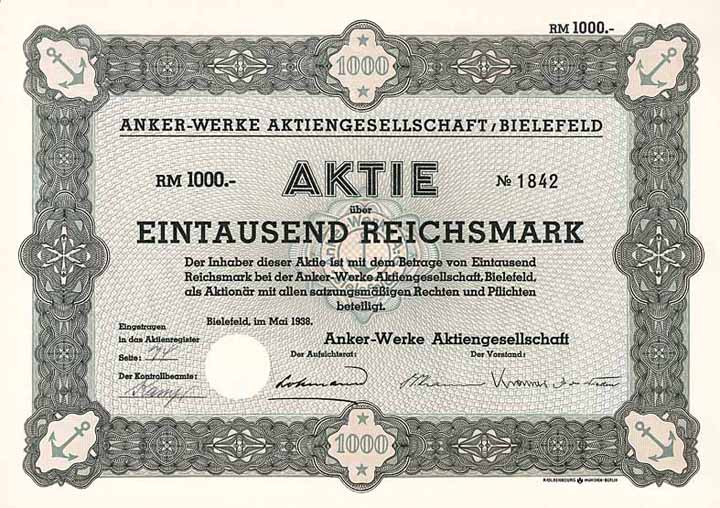 RM 1000.-
1000
ANKER-WERKE AKTIENGESELLSCHAFT, BIELEFELD
RM 1000.- AKTIE № 1842
über
EINTAUSEND REICHSMARK
Der Inhaber dieser Aktie ist mit dem Betrage von Eintausend
Reichsmark bei der Anker-Werke Aktiengesellschaft, Bielefeld,
als Aktionär mit allen satzungsmäßigen Rechten und Pflichten
beteiligt.
Bielefeld, im Mai 1938.
Eingetragen
in das Aktienregister
Seite:
Der Kontrollbeamte:
Anker-Werke Aktiengesellschaft
Der Aufsichtsrat: Der Vorstand:
1000